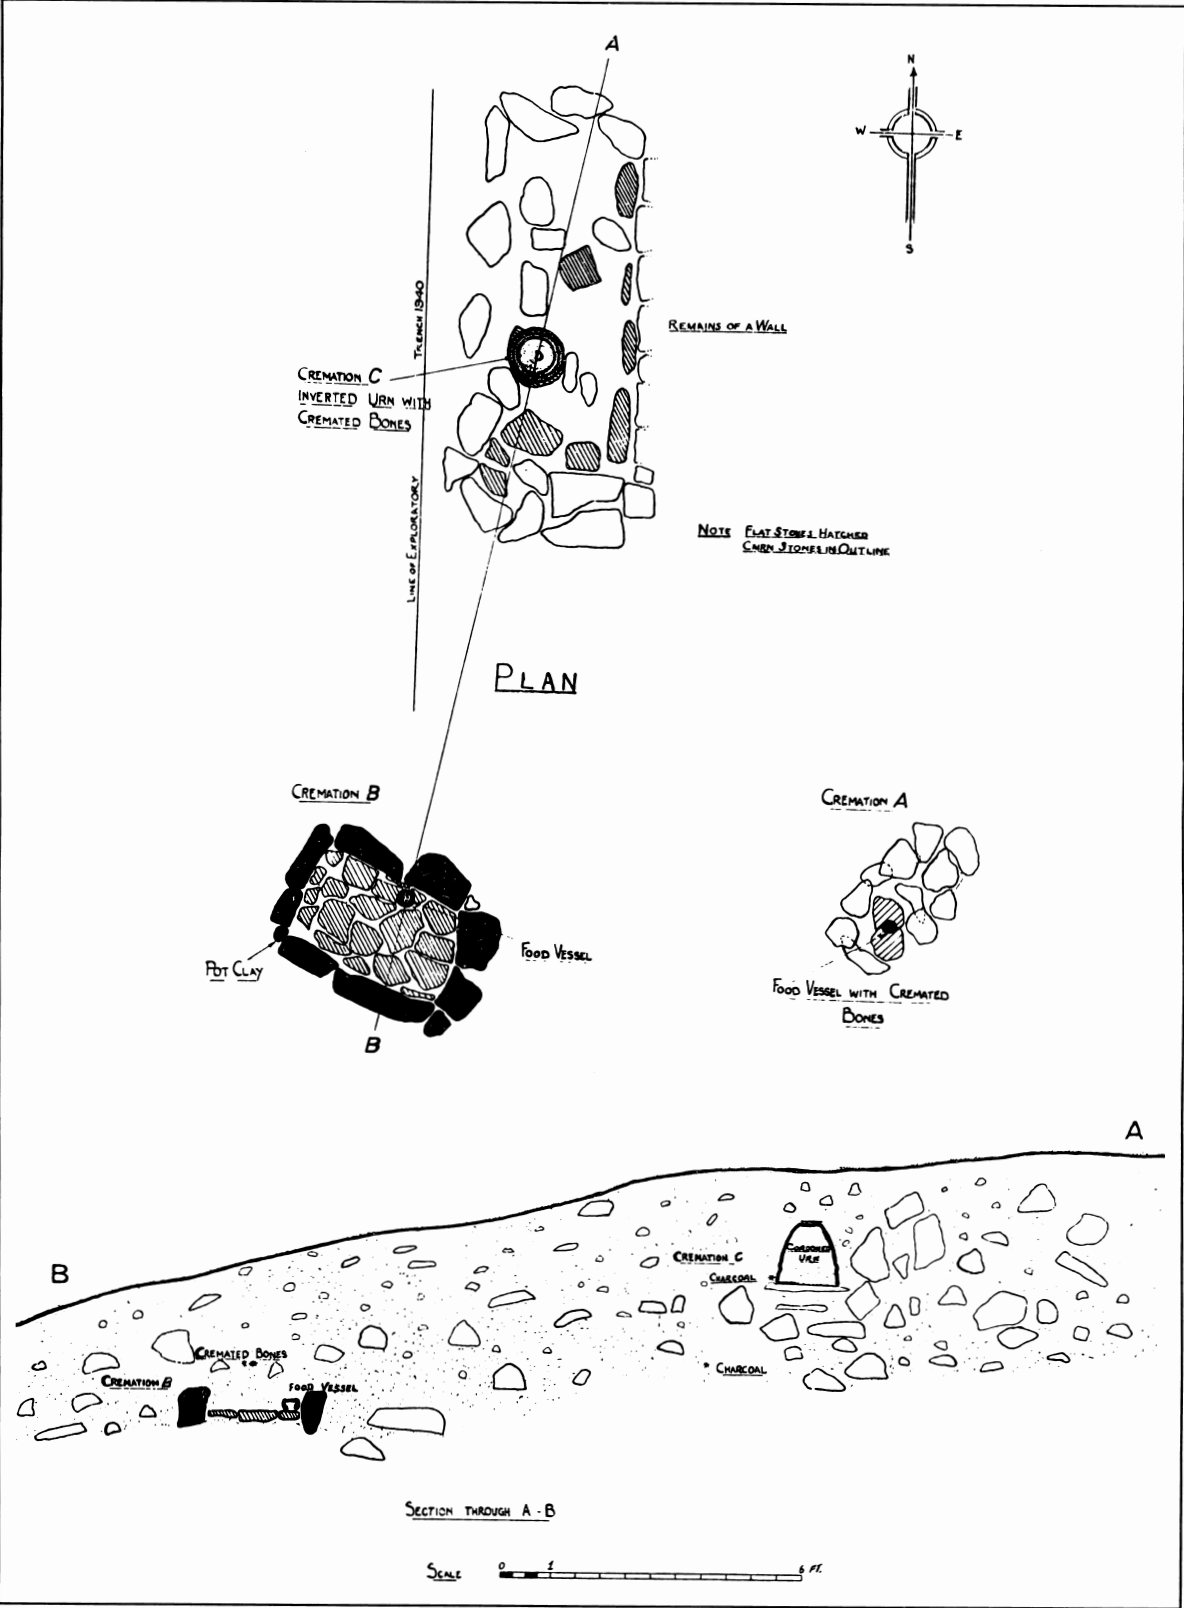 A
N
W E
S
TRENCH 1940
REMAINS OF A WALL
CREMATION C
INVERTED URN WITH
CREMATED BONES
LINE OF EXPLORATORY
NOTE FLAT STONES HATCHED
CAIRN STONES IN OUTLINE
PLAN
CREMATION B
CREMATION A
FOOD VESSEL
POT CLAY
FOOD VESSEL WITH CREMATED
BONES
B
A
CREMATION C
CORDONED
URN
CHARCOAL
B
CREMATED BONES
CHARCOAL
CREMATION B
FOOD VESSEL
SECTION THROUGH A - B
SCALE 0 1 6 FT.